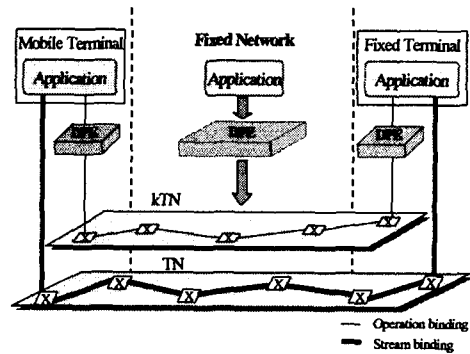 Mobile Terminal
Fixed Network
Fixed Terminal
Application
Application
Application
DPE
DPE
DPE
kTN
X
X
X
X
X
TN
X
X
X
X
X
X
Operation binding
Stream binding